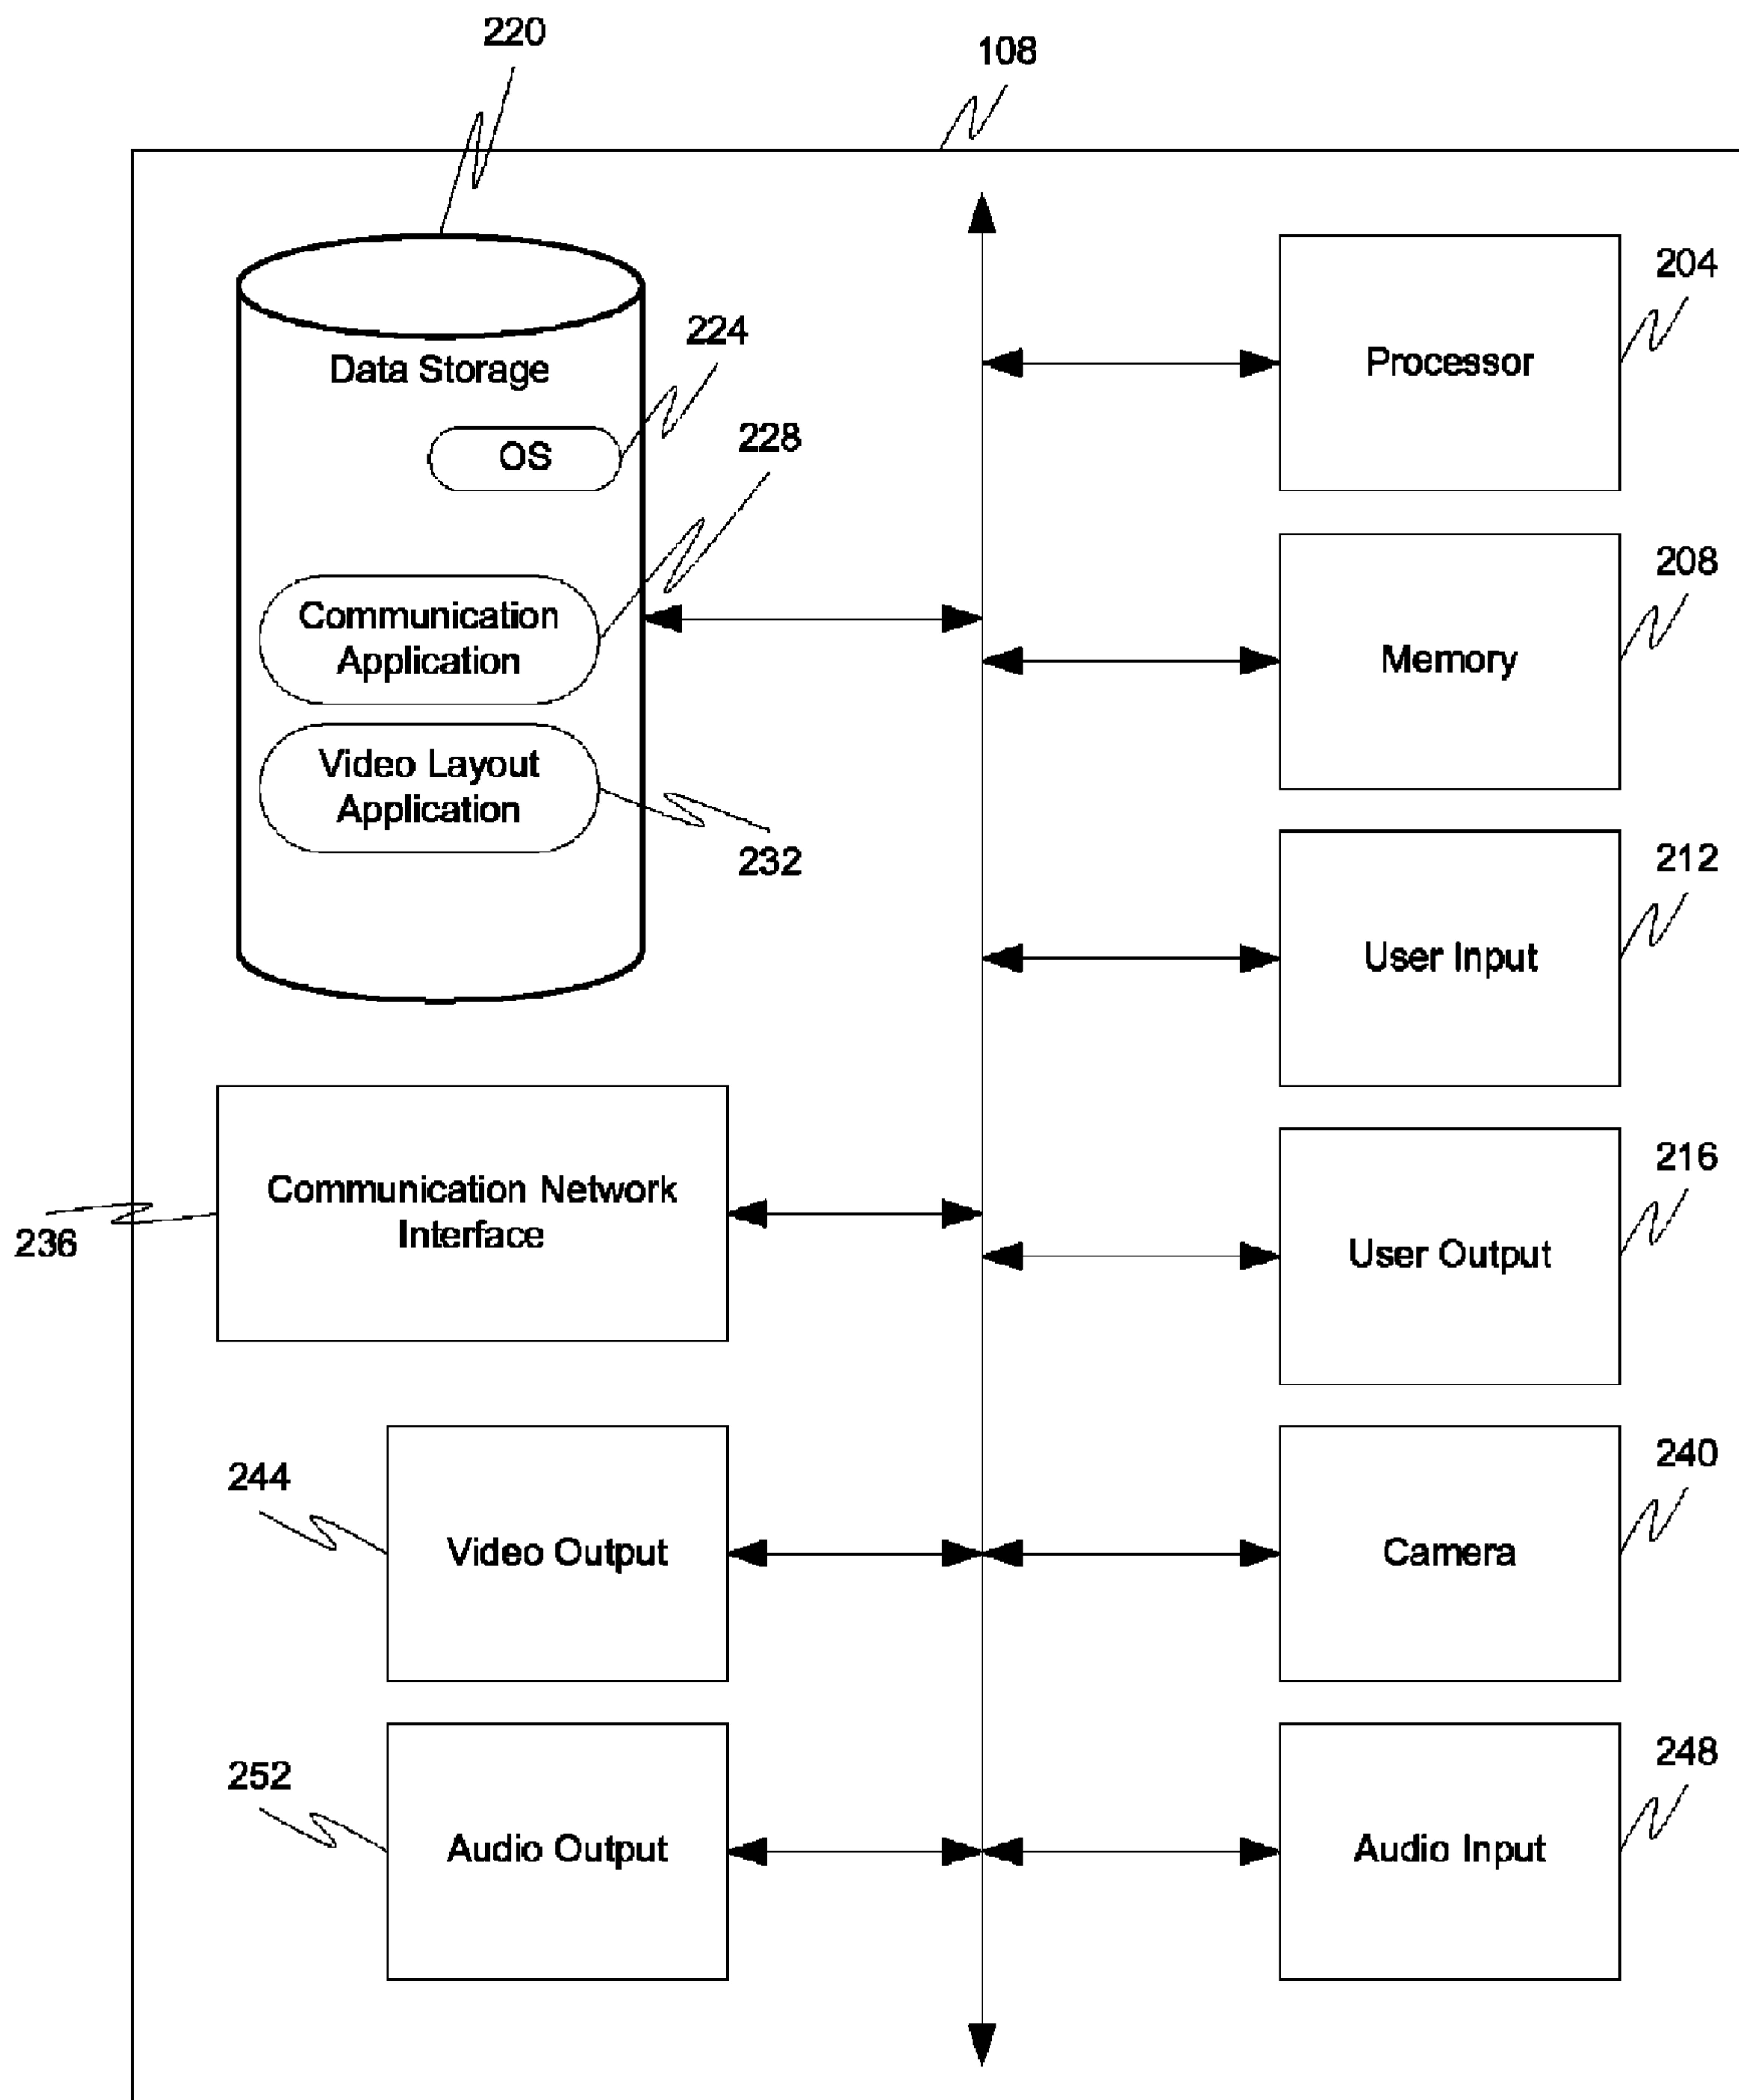 220
108
Data Storage
204
Processor
224
OS
228
Communication
Application
208
Memory
Video Layout
Application
232
212
User Input
236
Communication Network
Interface
216
User Output
244
Video Output
240
Camera
252
Audio Output
248
Audio Input